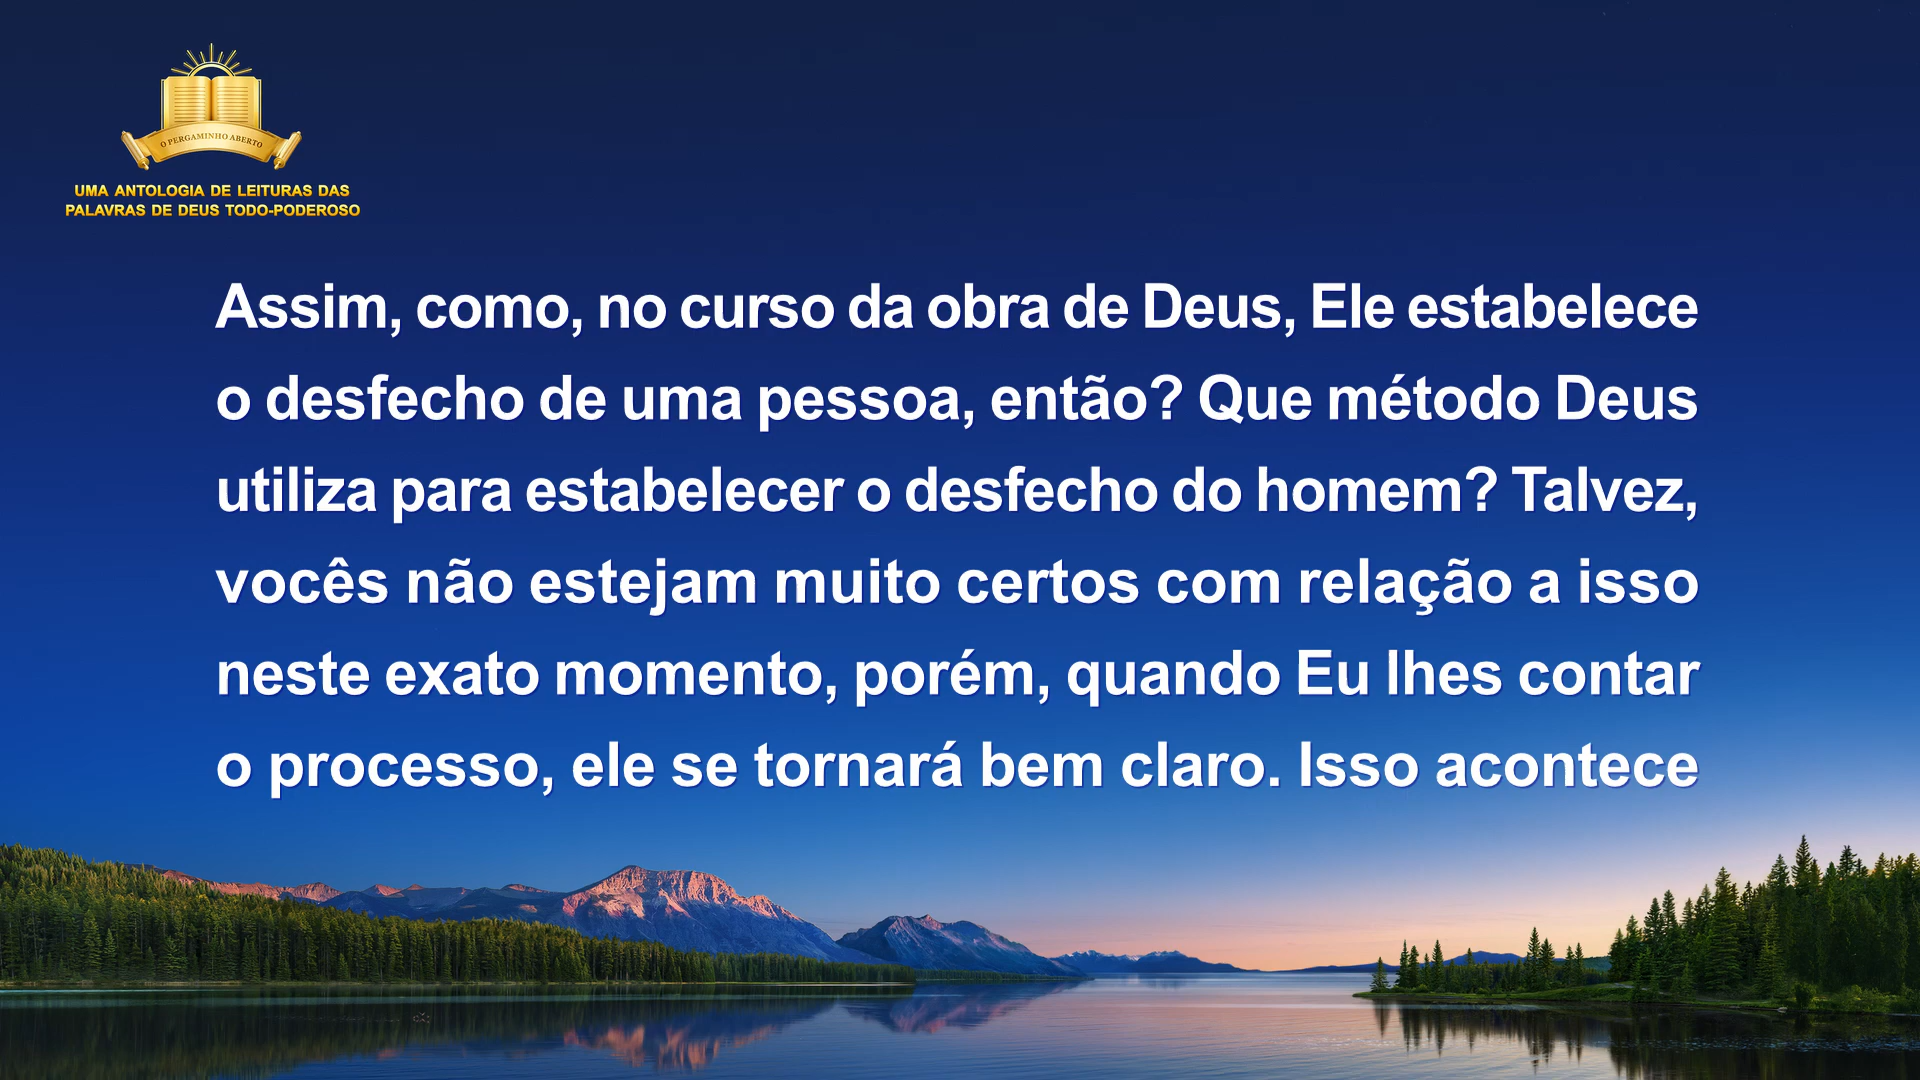 O PERGAMINHO ABERTO
UMA ANTOLOGIA DE LEITURAS DAS
PALAVRAS DE DEUS TODO-PODEROSO
Assim, como, no curso da obra de Deus, Ele estabelece
o desfecho de uma pessoa, então? Que método Deus
utiliza para estabelecer o desfecho do homem? Talvez,
vocês não estejam muito certos com relação a isso
neste exato momento, porém, quando Eu lhes contar
o processo, ele se tornará bem claro. Isso acontece